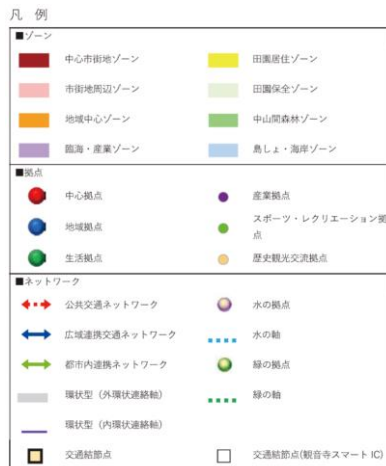 凡 例
■ゾーン
中心市街地ゾーン
田園居住ゾーン
市街地周辺ゾーン
田園保全ゾーン
地域中心ゾーン
中山間森林ゾーン
臨海・産業ゾーン
島しょ・海岸ゾーン
■拠点
中心拠点
産業拠点
地域拠点
スポーツ・レクリエーション拠
点
生活拠点
歴史観光交流拠点
■ネットワーク
公共交通ネットワーク
水の拠点
広域連携交通ネットワーク
水の軸
都市内連携ネットワーク
緑の拠点
環状型（外環状連絡軸）
緑の軸
環状型（内環状連絡軸）
交通結節点
交通結節点(観音寺スマート IC)